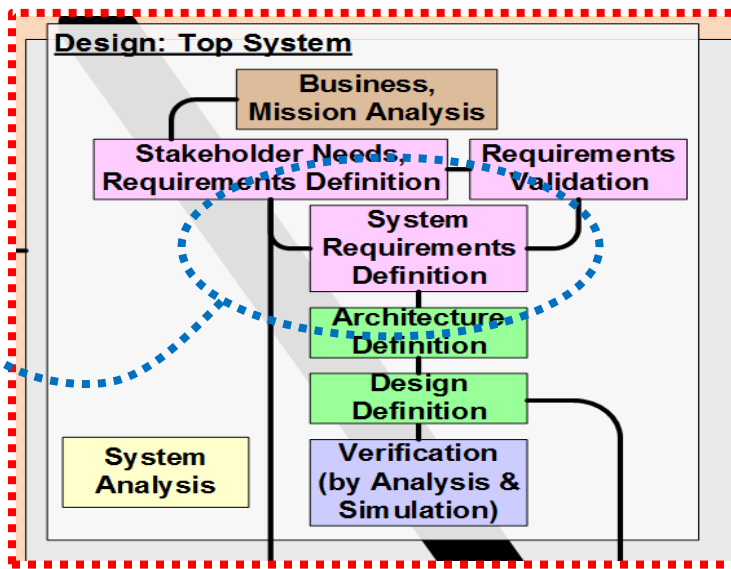 Design: Top System
Business,
Mission Analysis
Stakeholder Needs,
Requirements Definition
Requirements
Validation
System
Requirements
Definition
Architecture
Definition
Design
Definition
System
Analysis
Verification
(by Analysis &
Simulation)